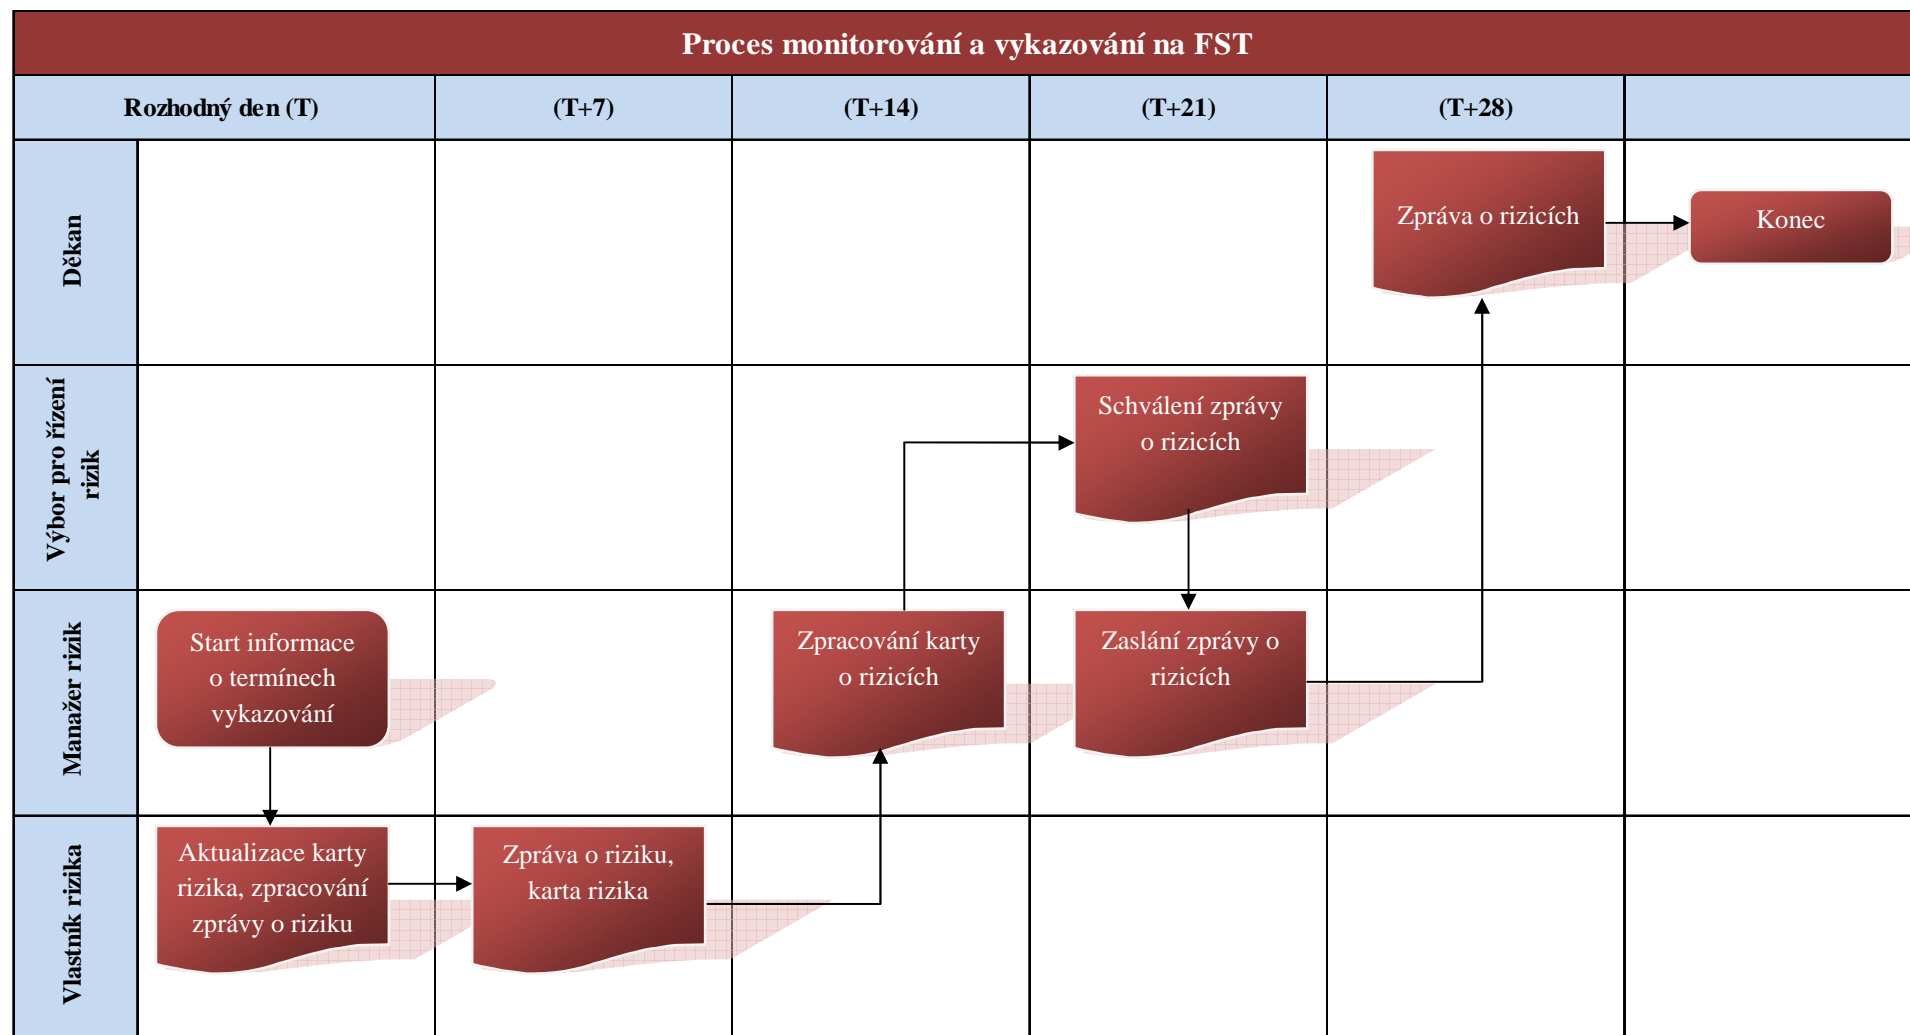 Proces monitorování a vykazování na FST
Rozhodný den (T)
(T+7)
(T+14)
(T+21)
(T+28)
Děkan
Zpráva o rizicích
Konec
Výbor pro řízení
rizik
Schválení zprávy
o rizicích
Manažer rizik
Start informace
o termínech
vykazování
Zpracování karty
o rizicích
Zaslání zprávy o
rizicích
Vlastník rizika
Aktualizace karty
rizika, zpracování
zprávy o riziku
Zpráva o riziku,
karta rizika